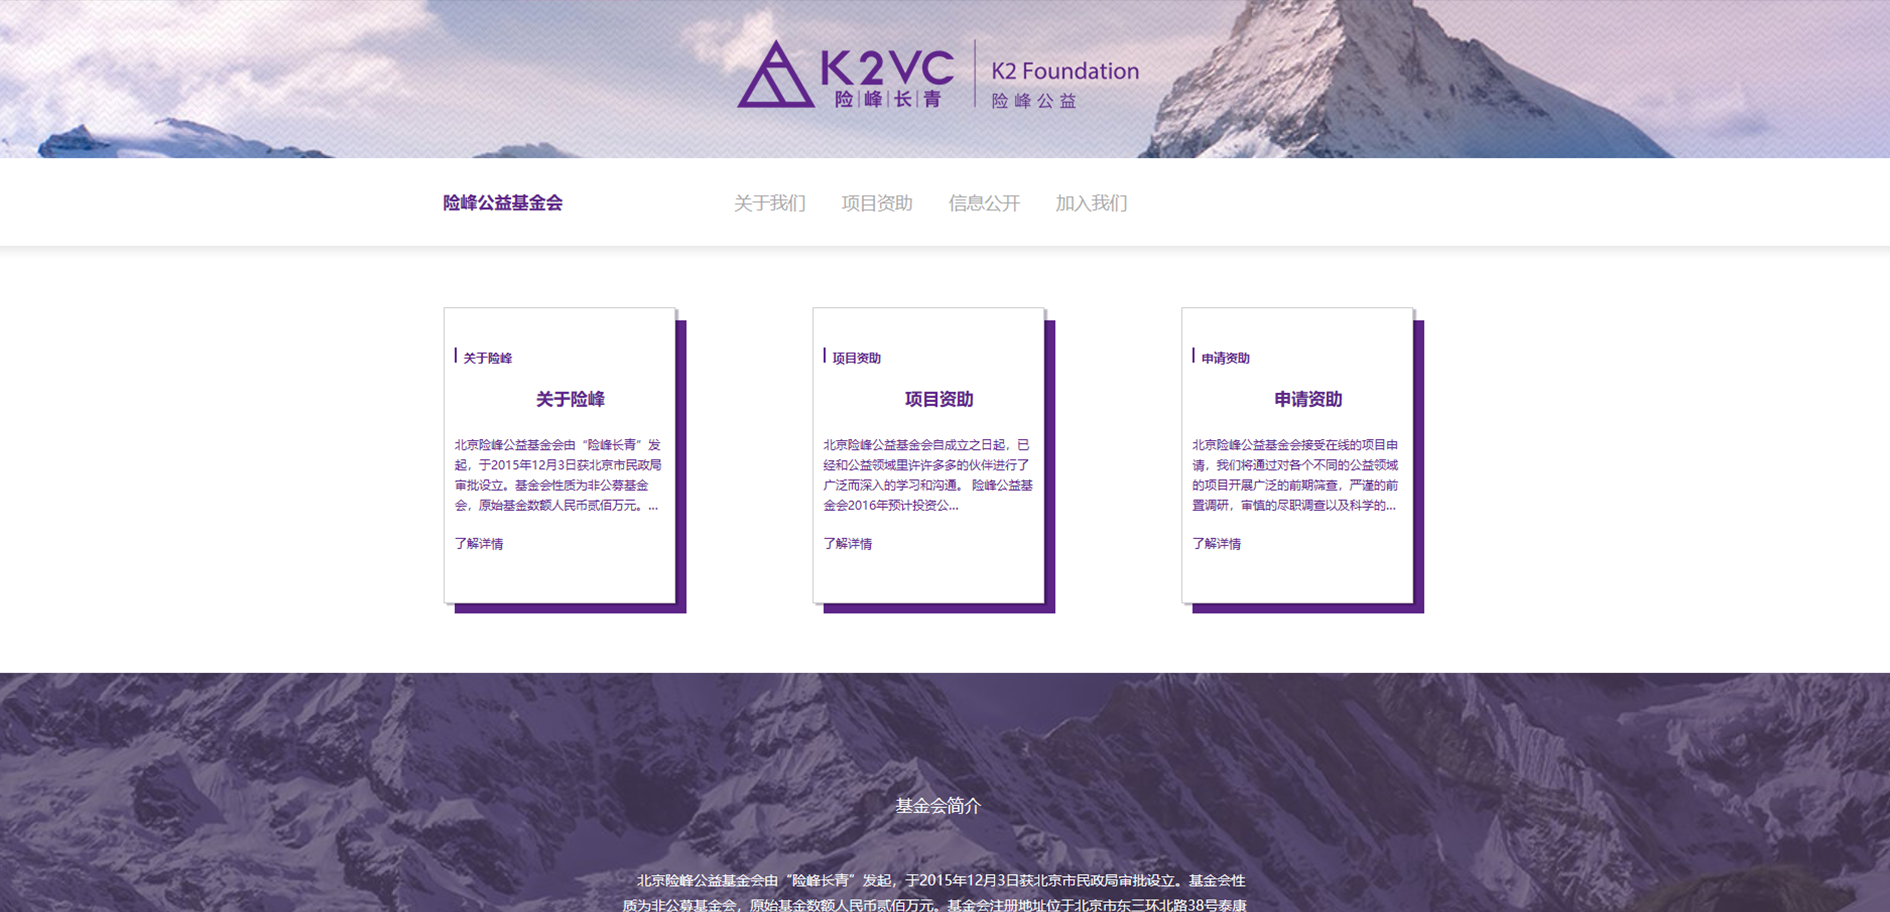 K2VC
险|峰|长|青
K2 Foundation
险峰公益
险峰公益基金会
关于我们
项目资助
信息公开
加入我们
关于险峰
关于险峰
北京险峰公益基金会由“险峰长青”发
起，于2015年12月3日获北京市民政局
审批设立。基金会性质为非公募基金
会，原始基金数额人民币贰佰万元。...
了解详情
项目资助
项目资助
北京险峰公益基金会自成立之日起，已
经和公益领域里许许多多的伙伴进行了
广泛而深入的学习和沟通。 险峰公益基
金会2016年预计投资公...
了解详情
申请资助
申请资助
北京险峰公益基金会接受在线的项目申
请，我们将通过对各个不同的公益领域
的项目开展广泛的前期筛查，严谨的前
置调研，审慎的尽职调查以及科学的...
了解详情
基金会简介
北京险峰公益基金会由“险峰长青”发起，于2015年12月3日获北京市民政局审批设立。基金会性
质为非公募基金会，原始基金数额人民币贰佰万元。基金会注册地址位于北京市东三环北路38号泰康